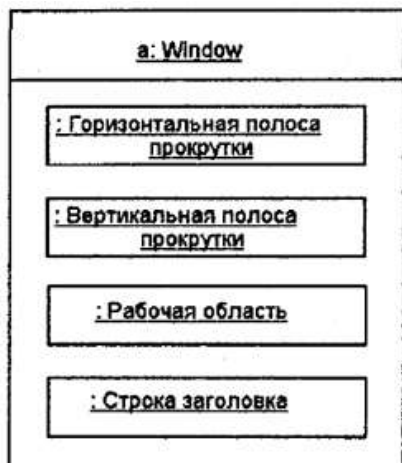 a: Window
: Горизонтальная полоса
прокрутки
: Вертикальная полоса
прокрутки
: Рабочая область
: Строка заголовка